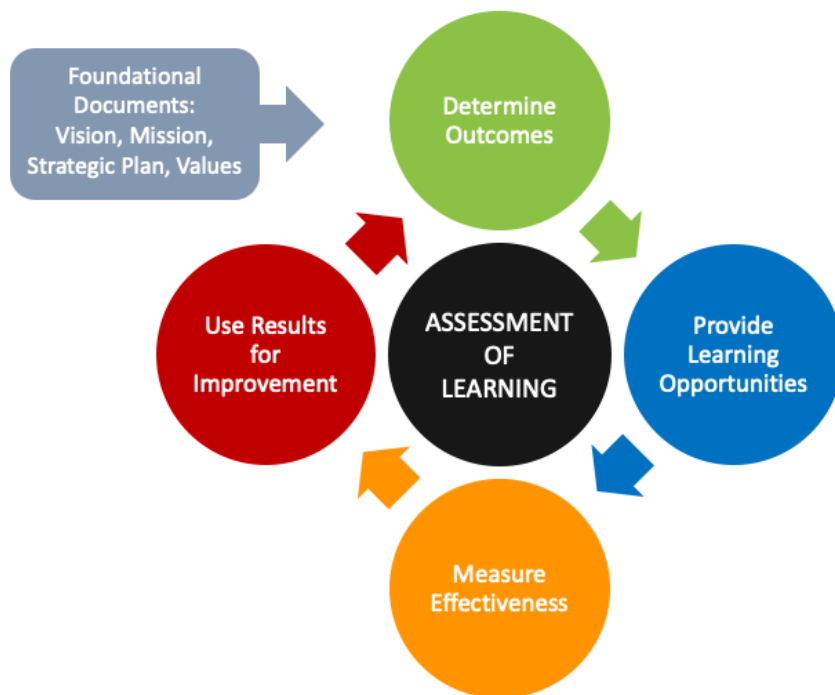 Foundational
Documents:
Vision, Mission,
Strategic Plan, Values
Determine
Outcomes
Use Results
for
Improvement
ASSESSMENT
OF
LEARNING
Provide
Learning
Opportunities
Measure
Effectiveness